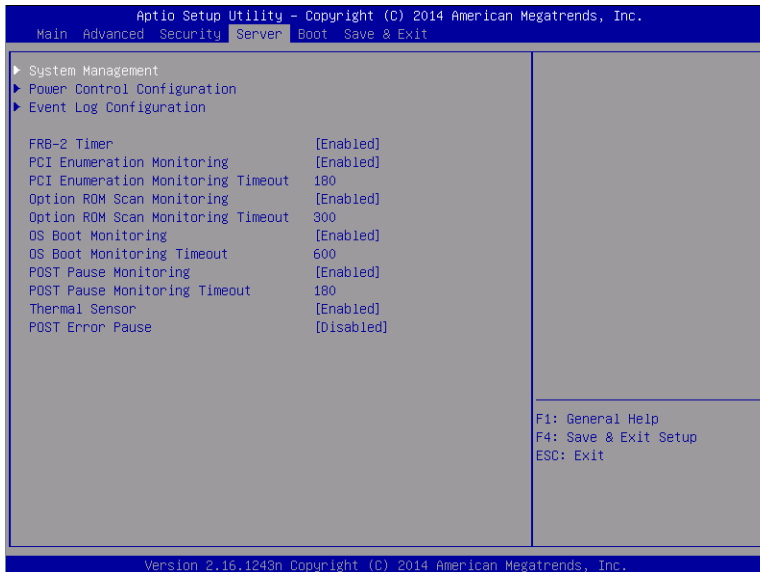 Aptio Setup Utility – Copyright (C) 2014 American Megatrends, Inc.
Main Advanced Security Server Boot Save & Exit
System Management
Power Control Configuration
Event Log Configuration
FRB-2 Timer [Enabled]
PCI Enumeration Monitoring [Enabled]
PCI Enumeration Monitoring Timeout 180
Option ROM Scan Monitoring [Enabled]
Option ROM Scan Monitoring Timeout 300
OS Boot Monitoring [Enabled]
OS Boot Monitoring Timeout 600
POST Pause Monitoring [Enabled]
POST Pause Monitoring Timeout 180
Thermal Sensor [Enabled]
POST Error Pause [Disabled]
F1: General Help
F4: Save & Exit Setup
ESC: Exit
Version 2.16.1243n Copyright (C) 2014 American Megatrends, Inc.